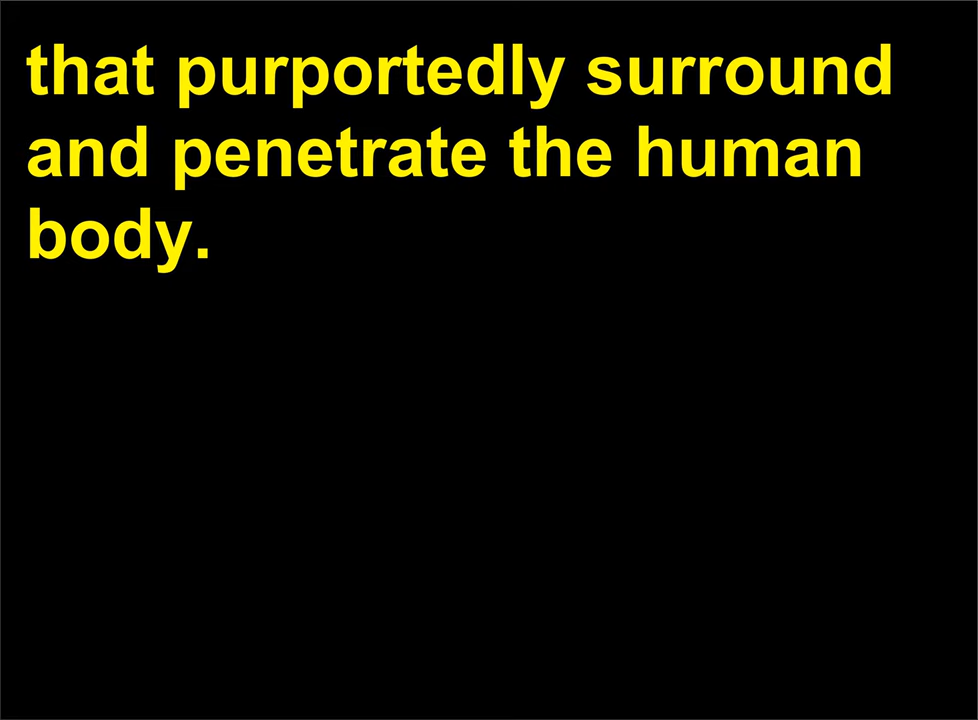 that purportedly surround
and penetrate the human
body.